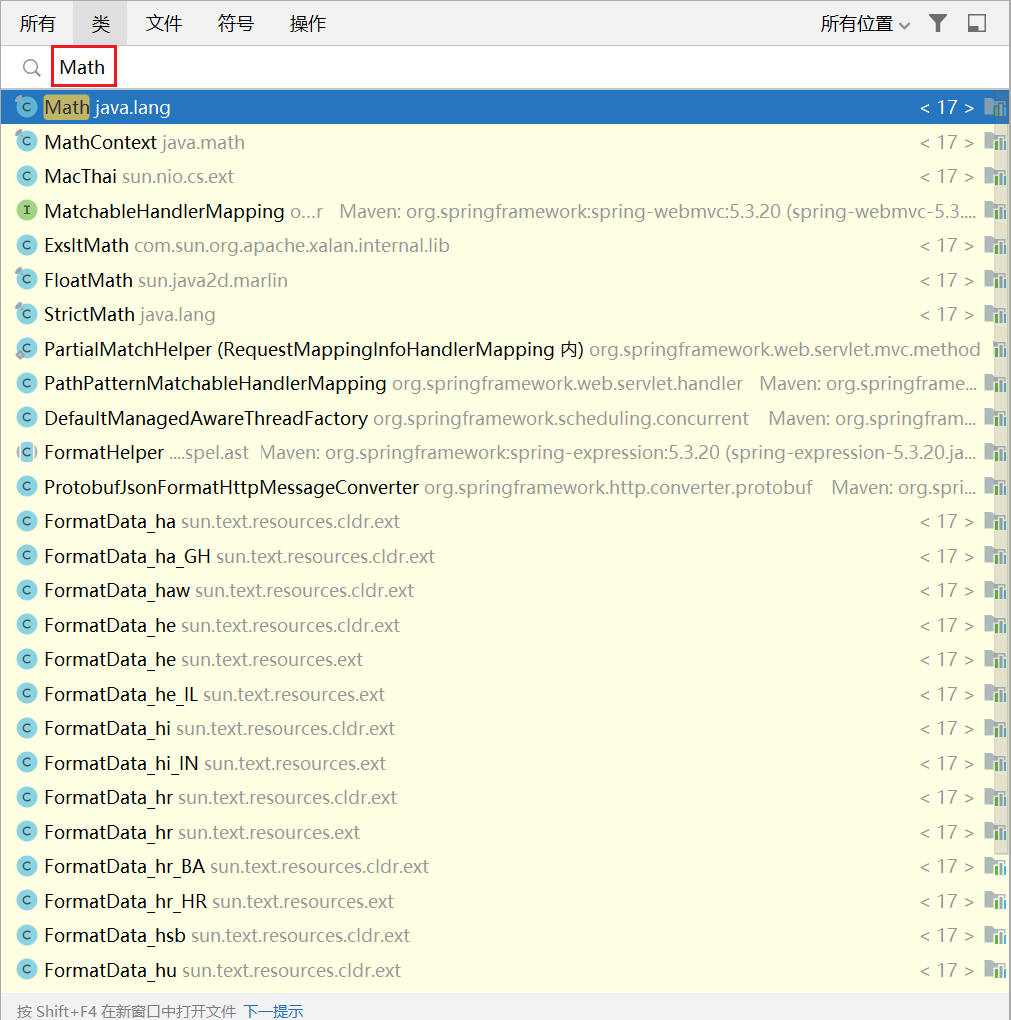 所有 类 文件 符号 操作 所有位置
Math
C Math java.lang < 17 >
C MathContext java.math < 17 >
C MacThai sun.nio.cs.ext < 17 >
I MatchableHandlerMapping o...r Maven: org.springframework:spring-webmvc:5.3.20 (spring-webmvc-5.3....
C ExsltMath com.sun.org.apache.xalan.internal.lib < 17 >
C FloatMath sun.java2d.marlin < 17 >
C StrictMath java.lang < 17 >
C PartialMatchHelper (RequestMappingInfoHandlerMapping 内) org.springframework.web.servlet.mvc.method
C PathPatternMatchableHandlerMapping org.springframework.web.servlet.handler Maven: org.springframe...
C DefaultManagedAwareThreadFactory org.springframework.scheduling.concurrent Maven: org.springfram...
C FormatHelper ....spel.ast Maven: org.springframework:spring-expression:5.3.20 (spring-expression-5.3.20.ja...
C ProtobufJsonFormatHttpMessageConverter org.springframework.http.converter.protobuf Maven: org.spri...
C FormatData_ha sun.text.resources.cldr.ext < 17 >
C FormatData_ha_GH sun.text.resources.cldr.ext < 17 >
C FormatData_haw sun.text.resources.cldr.ext < 17 >
C FormatData_he sun.text.resources.cldr.ext < 17 >
C FormatData_he sun.text.resources.ext < 17 >
C FormatData_he_IL sun.text.resources.ext < 17 >
C FormatData_hi sun.text.resources.cldr.ext < 17 >
C FormatData_hi_IN sun.text.resources.ext < 17 >
C FormatData_hr sun.text.resources.cldr.ext < 17 >
C FormatData_hr sun.text.resources.ext < 17 >
C FormatData_hr_BA sun.text.resources.cldr.ext < 17 >
C FormatData_hr_HR sun.text.resources.ext < 17 >
C FormatData_hsb sun.text.resources.cldr.ext < 17 >
C FormatData_hu sun.text.resources.cldr.ext < 17 >
按 Shift+F4 在新窗口中打开文件 下一提示